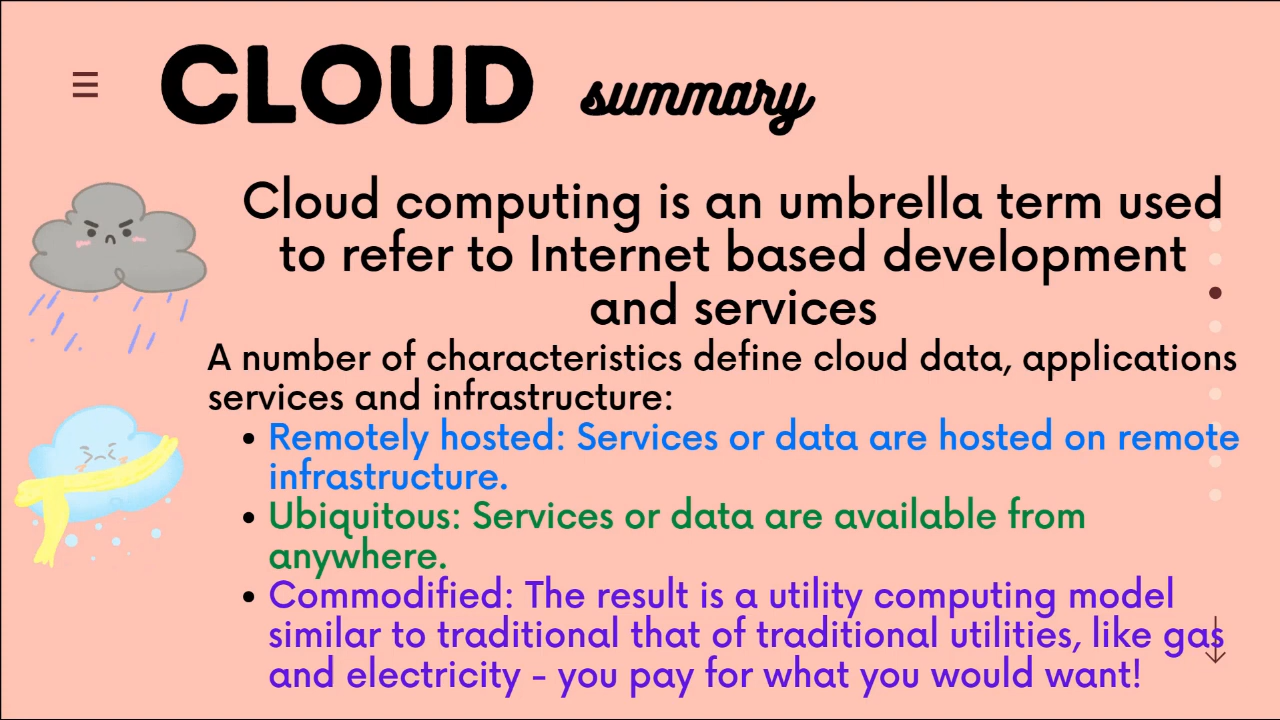 CLOUD summary
Cloud computing is an umbrella term used
to refer to Internet based development
and services
A number of characteristics define cloud data, applications
services and infrastructure:
• Remotely hosted: Services or data are hosted on remote
infrastructure.
• Ubiquitous: Services or data are available from
anywhere.
• Commodified: The result is a utility computing model
similar to traditional that of traditional utilities, like gas
and electricity - you pay for what you would want!